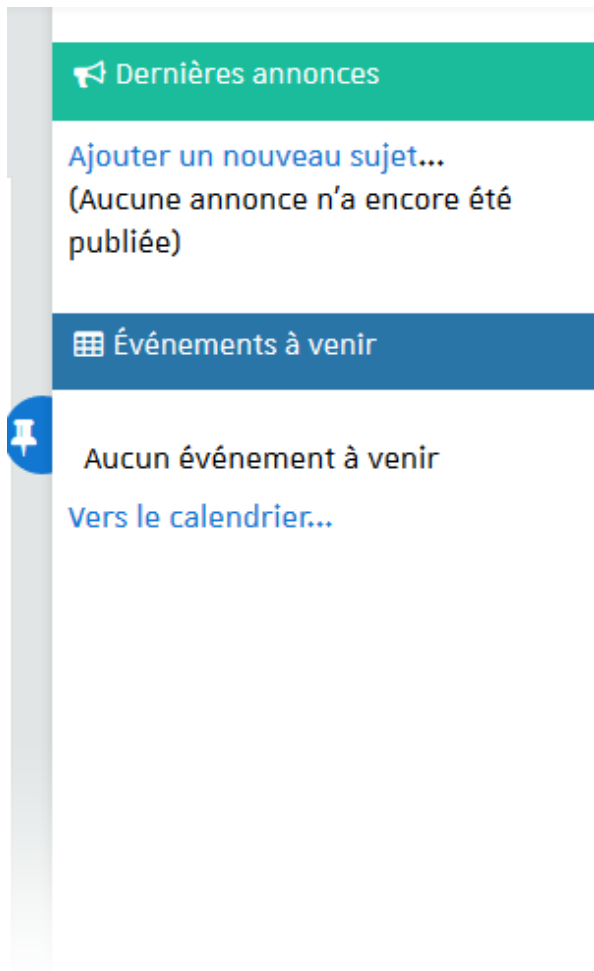 Dernières annonces
Ajouter un nouveau sujet...
(Aucune annonce n'a encore été
publiée)
Événements à venir
Aucun événement à venir
Vers le calendrier...